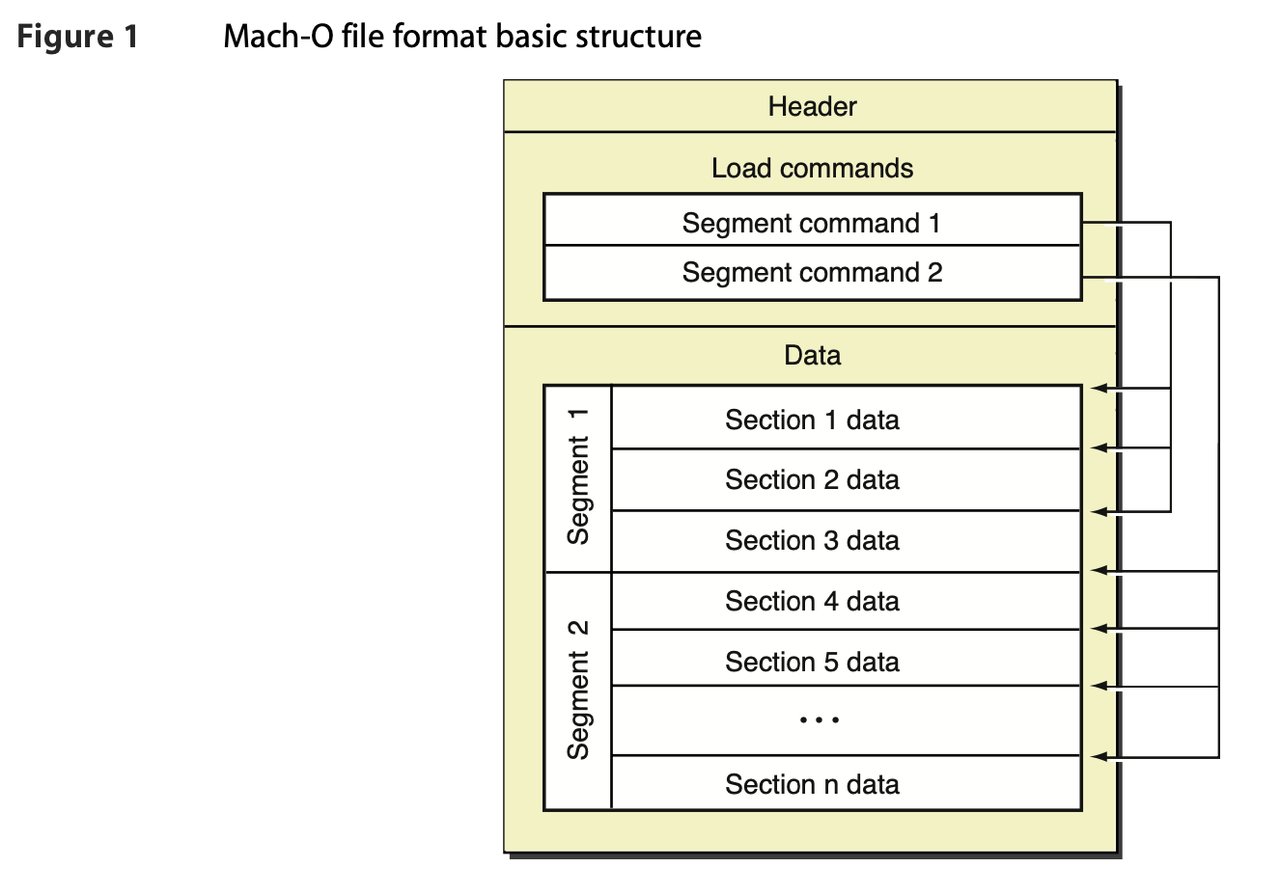 Figure 1 Mach-O file format basic structure
Header
Load commands
Segment command 1
Segment command 2
Data
Segment 1
Section 1 data
Section 2 data
Section 3 data
Segment 2
Section 4 data
Section 5 data
...
Section n data